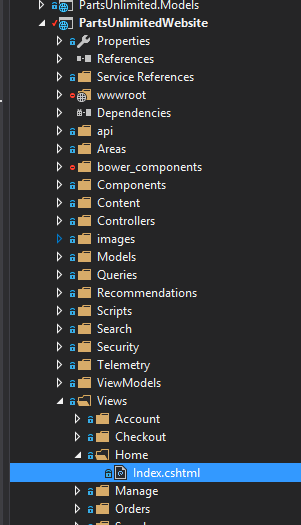 PartsUnlimited.Models
PartsUnlimitedWebsite
Properties
References
Service References
wwwroot
Dependencies
api
Areas
bower_components
Components
Content
Controllers
images
Models
Queries
Recommendations
Scripts
Search
Security
Telemetry
ViewModels
Views
Account
Checkout
Home
Index.cshtml
Manage
Orders